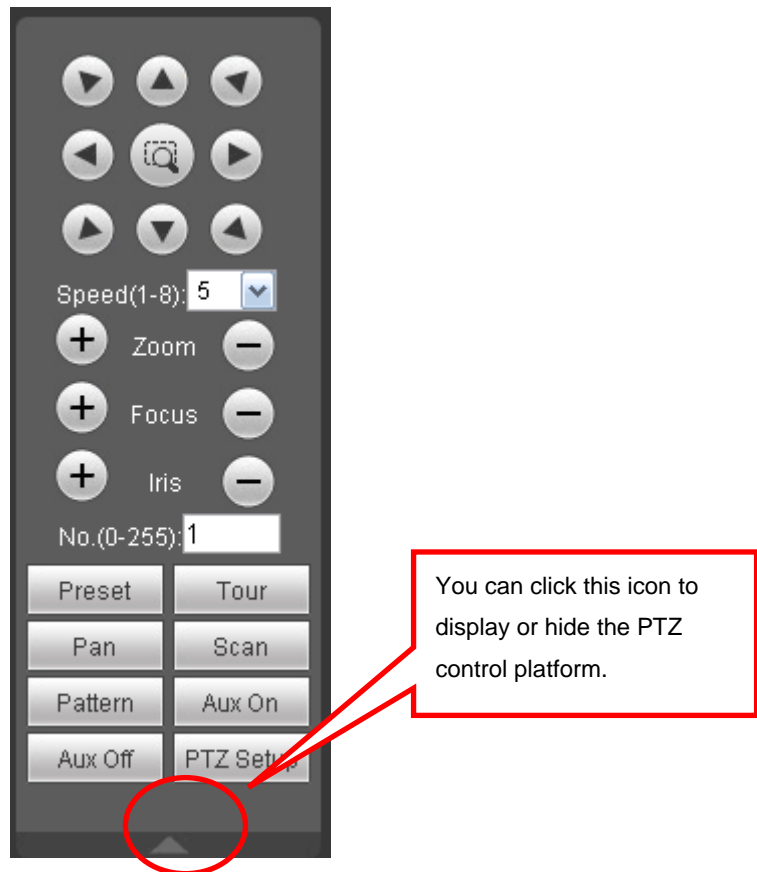 Speed(1-8): 5
+ Zoom −
+ Focus −
+ Iris −
No.(0-255): 1
Preset Tour
Pan Scan
Pattern Aux On
Aux Off PTZ Setup
You can click this icon to
display or hide the PTZ
control platform.